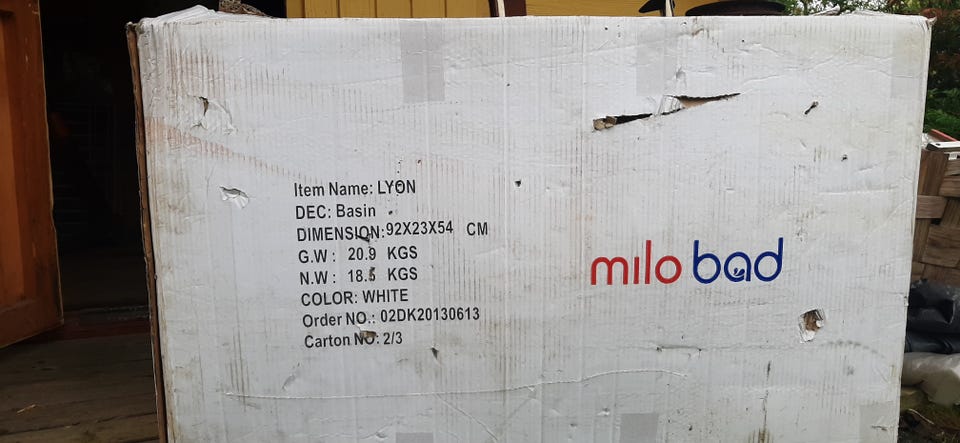 Item Name: LYON
DEC: Basin
DIMENSION: 92X23X54 CM
G.W : 20.9 KGS
N.W : 18.5 KGS
COLOR: WHITE
Order NO.: 02DK20130613
Carton NO: 2/3
milo bad